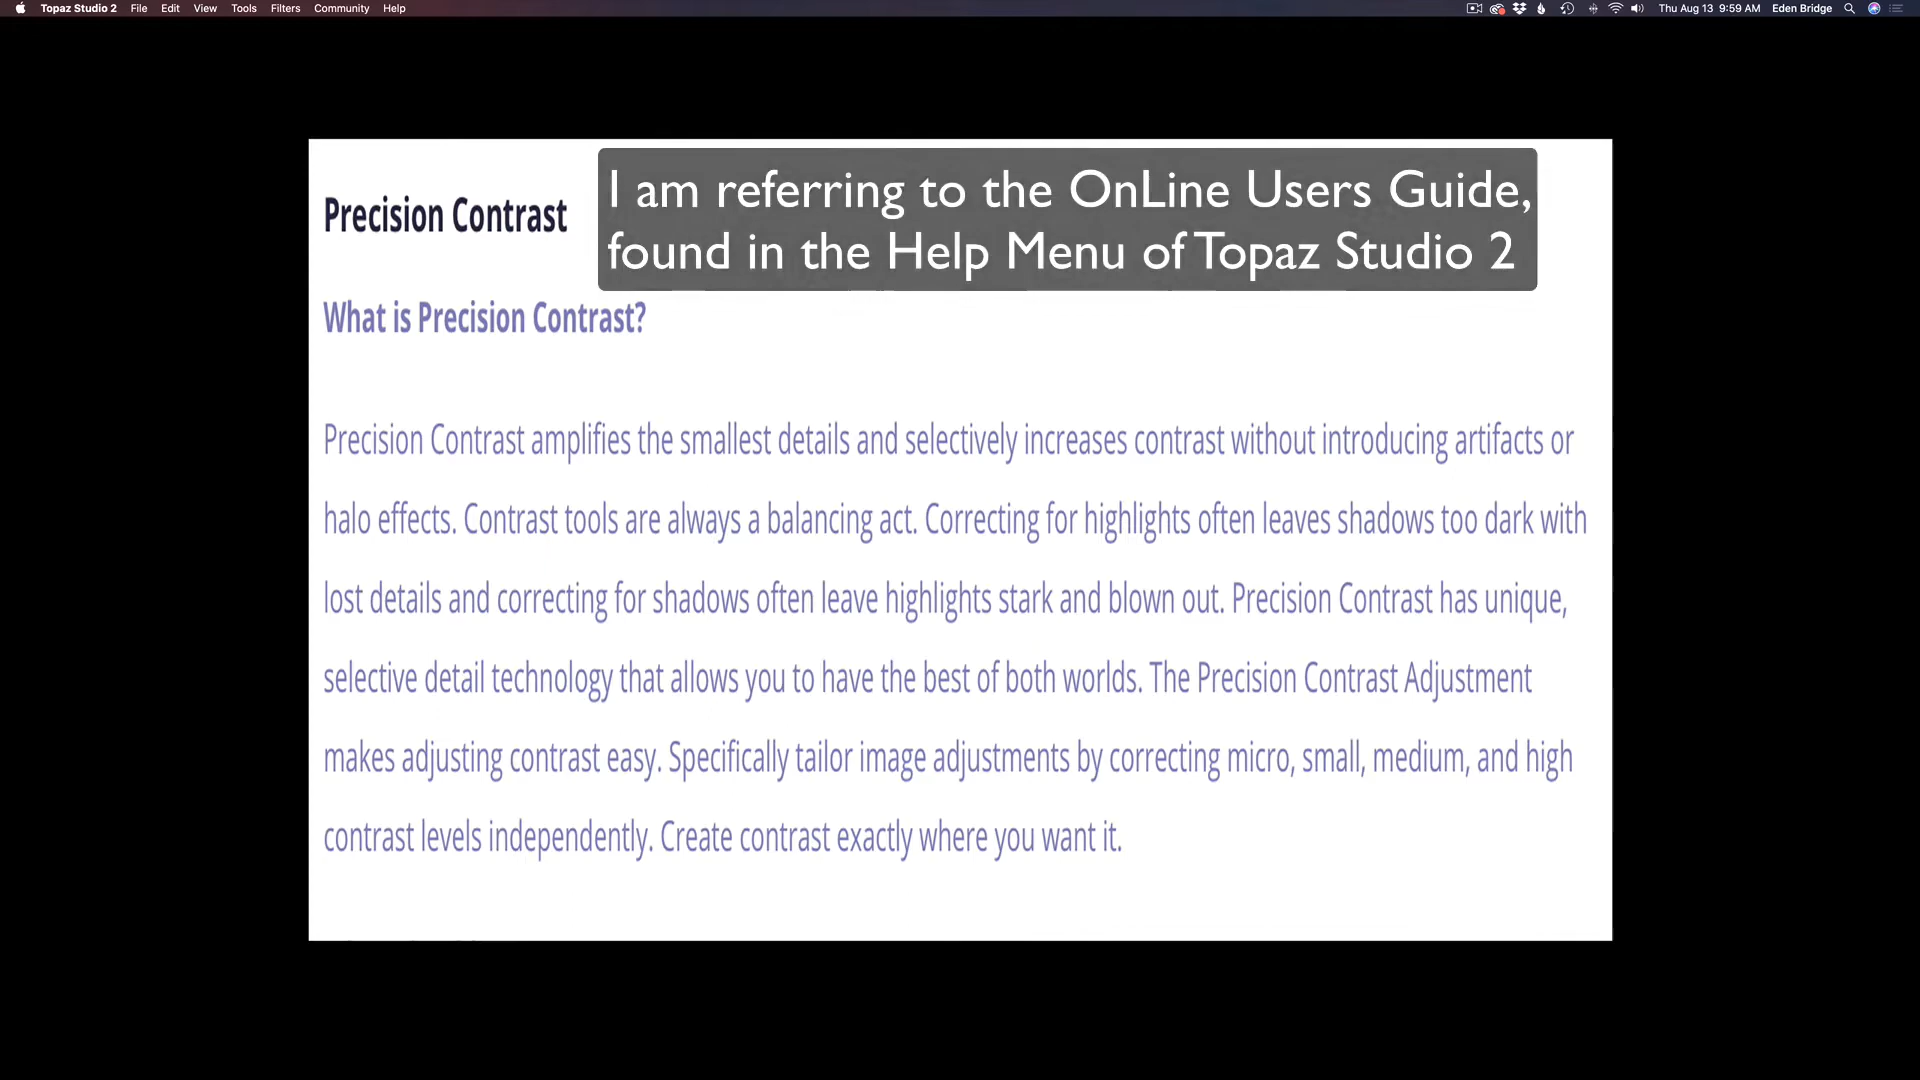 Topaz Studio 2 File Edit View Tools Filters Community Help Thu Aug 13 9:59 AM Eden Bridge
Precision Contrast
I am referring to the OnLine Users Guide,
found in the Help Menu of Topaz Studio 2
What is Precision Contrast?
Precision Contrast amplifies the smallest details and selectively increases contrast without introducing artifacts or
halo effects. Contrast tools are always a balancing act. Correcting for highlights often leaves shadows too dark with
lost details and correcting for shadows often leave highlights stark and blown out. Precision Contrast has unique,
selective detail technology that allows you to have the best of both worlds. The Precision Contrast Adjustment
makes adjusting contrast easy. Specifically tailor image adjustments by correcting micro, small, medium, and high
contrast levels independently. Create contrast exactly where you want it.